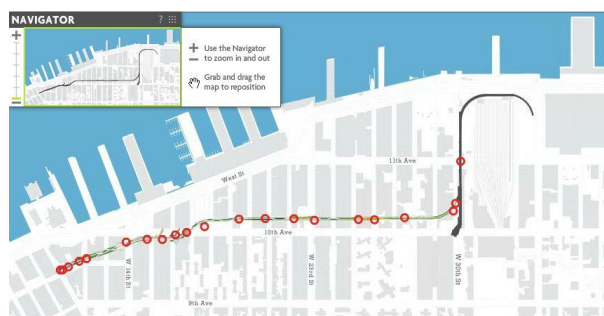 NAVIGATOR ?
Use the Navigator
to zoom in and out
Grab and drag the
map to reposition
West St
11th Ave
10th Ave
W 14th St
W 23rd St
W 30th St
9th Ave